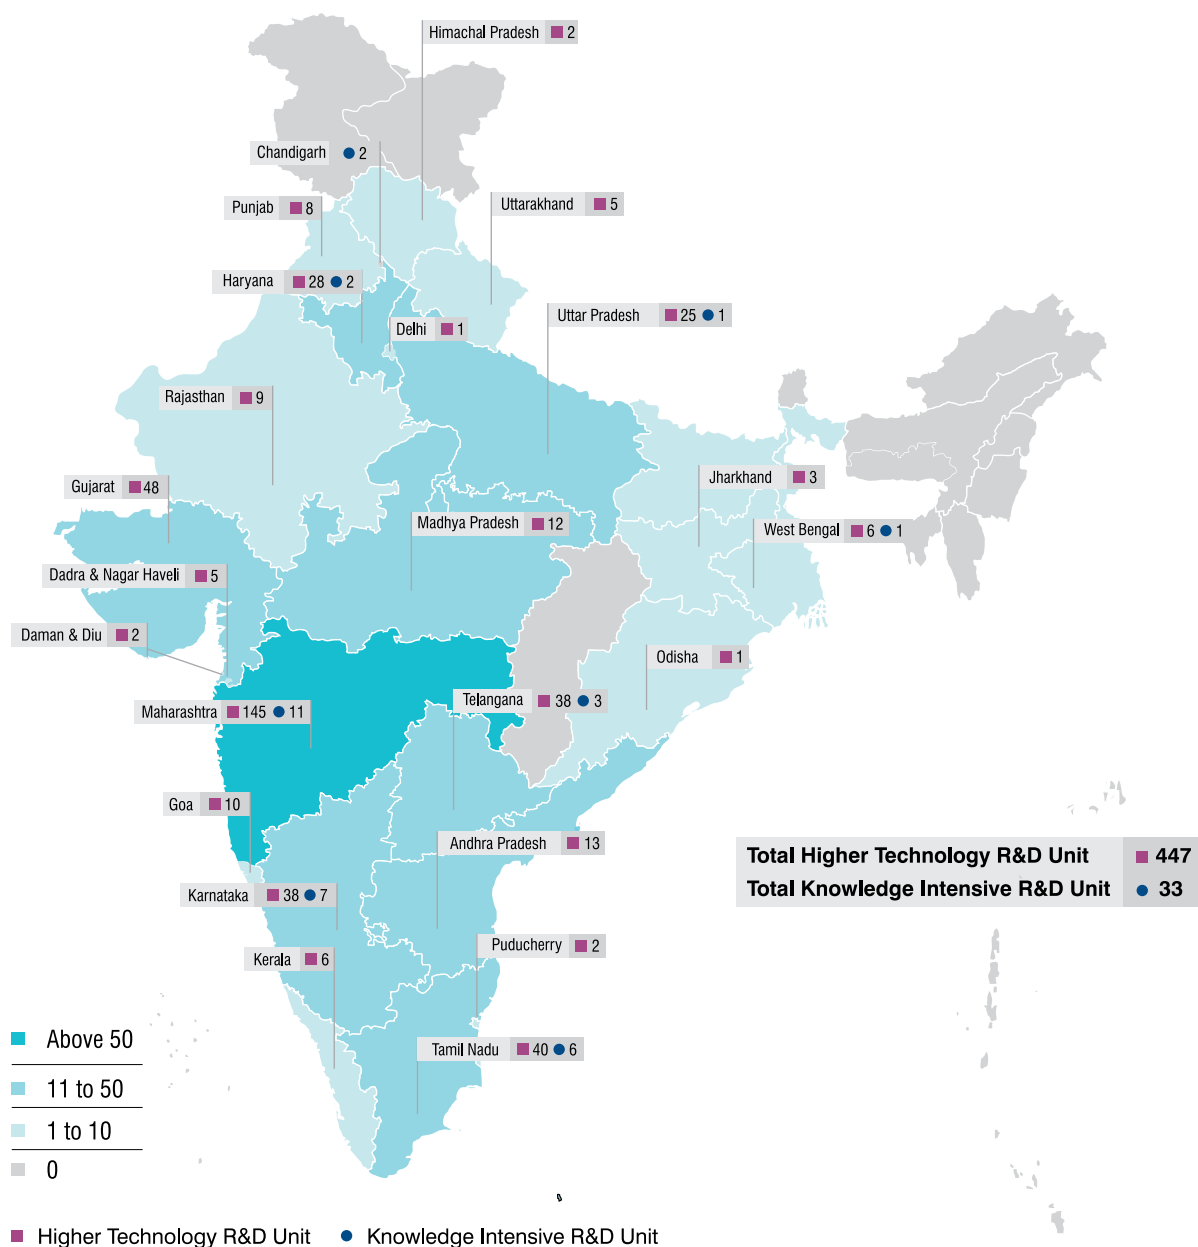 Himachal Pradesh 2
Chandigarh 2
Punjab 8
Uttarakhand 5
Haryana 28 2
Uttar Pradesh 25 1
Delhi 1
Rajasthan 9
Jharkhand 3
Gujarat 48
Madhya Pradesh 12
West Bengal 6 1
Dadra & Nagar Haveli 5
Daman & Diu 2
Odisha 1
Telangana 38 3
Maharashtra 145 11
Goa 10
Andhra Pradesh 13
Total Higher Technology R&D Unit 447
Total Knowledge Intensive R&D Unit 33
Karnataka 38 7
Puducherry 2
Kerala 6
Tamil Nadu 40 6
Above 50
11 to 50
1 to 10
0
Higher Technology R&D Unit Knowledge Intensive R&D Unit